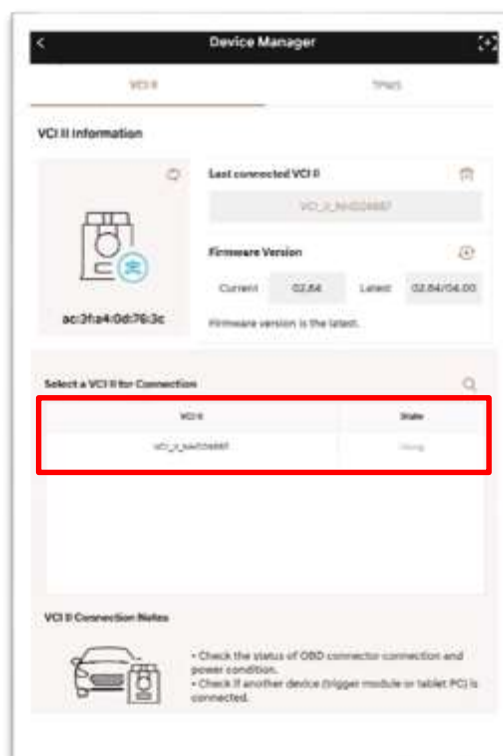 Device Manager
VCI II
TPMS
VCI II Information
Last connected VCI II
Firmware Version
Current 02.84 Latest 02.84/04.00
ac:3f:a4:0d:76:3c
Firmware version is the latest.
Select a VCI II for Connection
VCI II State
VCI II Connection Notes
• Check the status of OBD connector connection and
power condition.
• Check if another device (trigger module or tablet PC) is
connected.